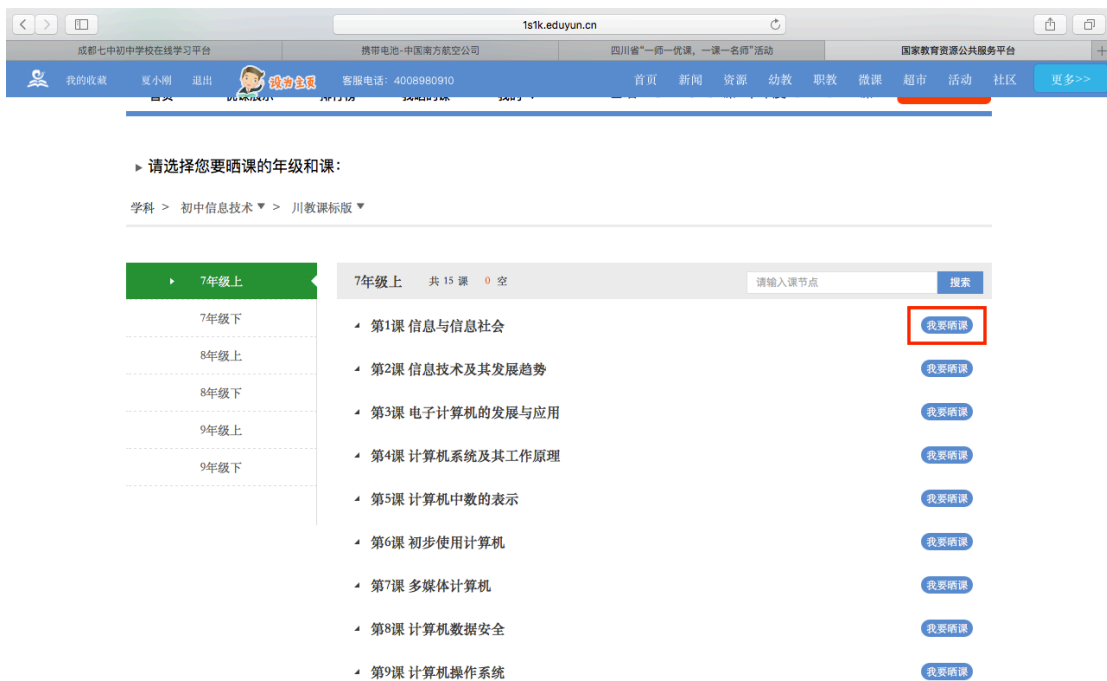 1s1k.eduyun.cn
成都七中初中学校在线学习平台 携带电池-中国南方航空公司 四川省“一师一优课，一课一名师”活动 国家教育资源公共服务平台
我的收藏 夏小刚 退出 设为主页 客服电话：4008980910 首页 新闻 资源 幼教 职教 微课 超市 活动 社区 更多>>
请选择您要晒课的年级和课：
学科 > 初中信息技术 > 川教课标版
7年级上 7年级上 共 15 课 0 空 请输入课节点 搜索
7年级下 第1课 信息与信息社会 我要晒课
8年级上 第2课 信息技术及其发展趋势 我要晒课
8年级下 第3课 电子计算机的发展与应用 我要晒课
9年级上 第4课 计算机系统及其工作原理 我要晒课
9年级下 第5课 计算机中数的表示 我要晒课
第6课 初步使用计算机 我要晒课
第7课 多媒体计算机 我要晒课
第8课 计算机数据安全 我要晒课
第9课 计算机操作系统 我要晒课